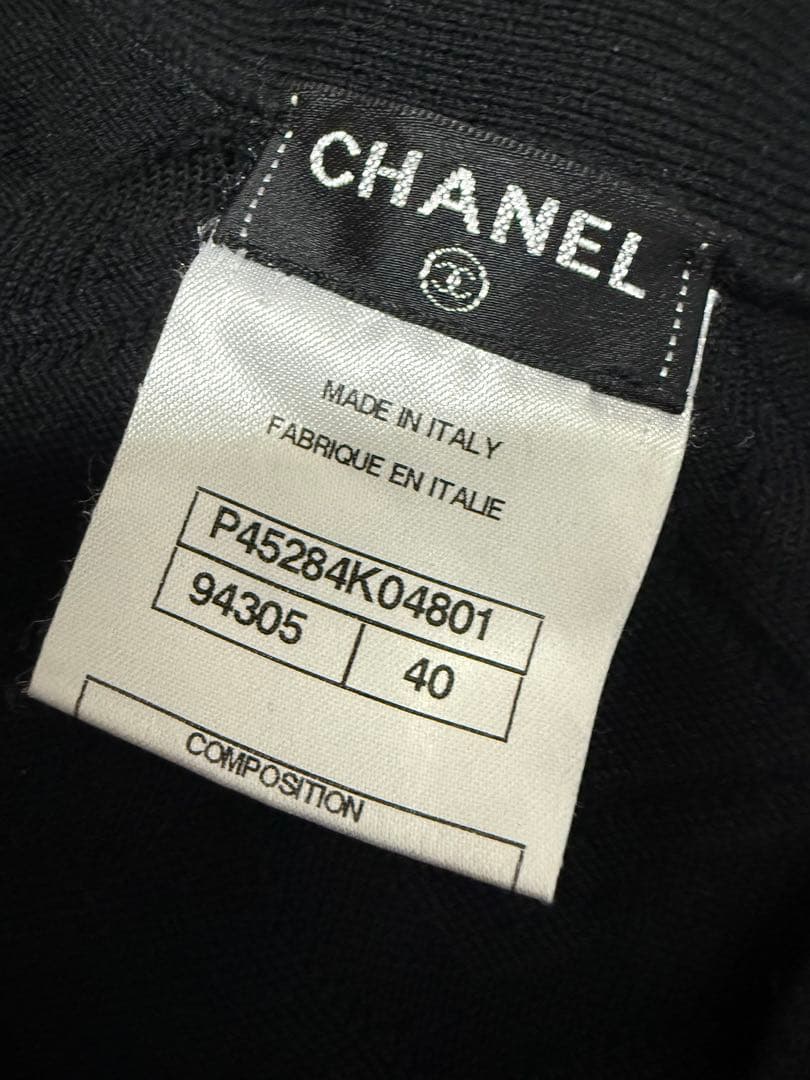 CHANEL
MADE IN ITALY
FABRIQUE EN ITALIE
P45284K04801
94305
40
COMPOSITION